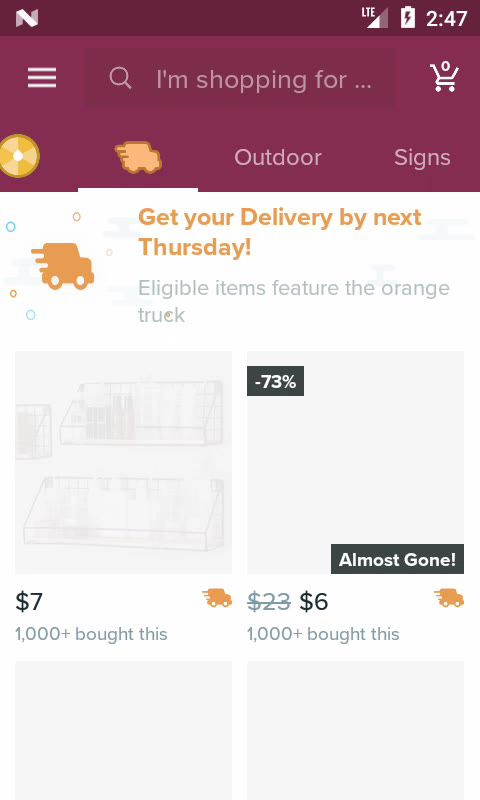 LTE 2:47
I'm shopping for ...
0
Outdoor
Signs
Get your Delivery by next
Thursday!
Eligible items feature the orange
truck
-73%
Almost Gone!
$7
$23 $6
1,000+ bought this
1,000+ bought this